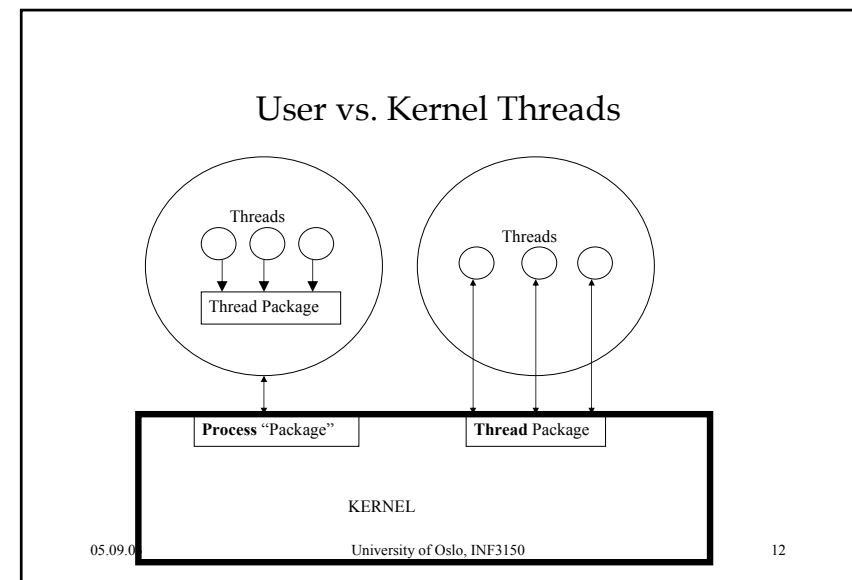 User vs. Kernel Threads
Threads
Thread Package
Threads
Process “Package”
Thread Package
KERNEL
05.09.0
University of Oslo, INF3150
12